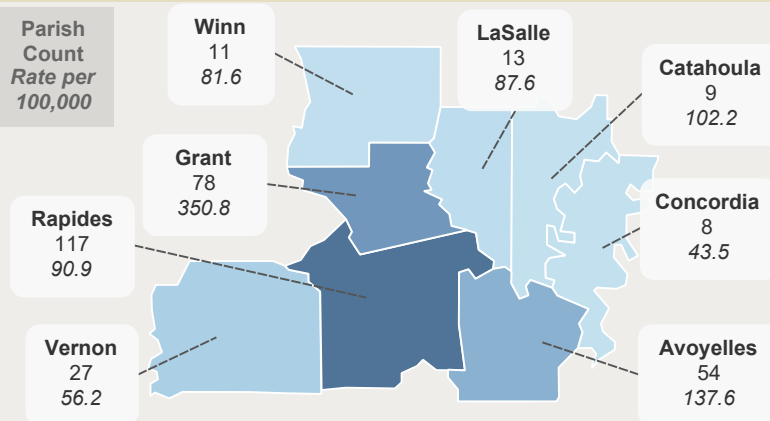 Parish
Count
Rate per
100,000
Winn
11
81.6
LaSalle
13
87.6
Catahoula
9
102.2
Grant
78
350.8
Concordia
8
43.5
Rapides
117
90.9
Vernon
27
56.2
Avoyelles
54
137.6